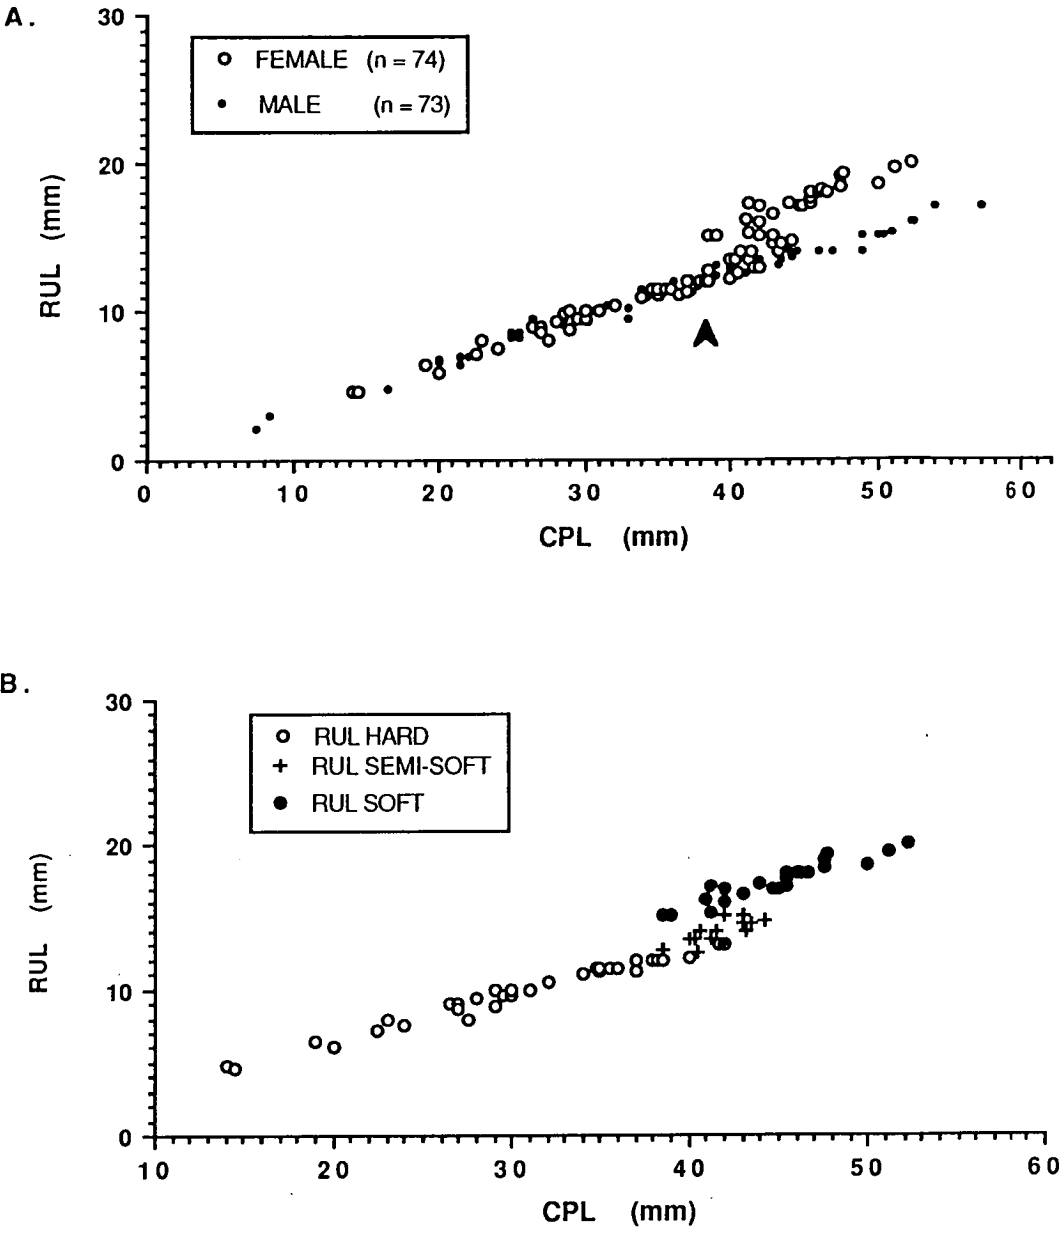 A.
30
20
10
0
RUL (mm)
FEMALE (n = 74)
MALE (n = 73)
0 10 20 30 40 50 60
CPL (mm)
B.
30
20
10
0
RUL (mm)
RUL HARD
RUL SEMI-SOFT
RUL SOFT
10 20 30 40 50 60
CPL (mm)